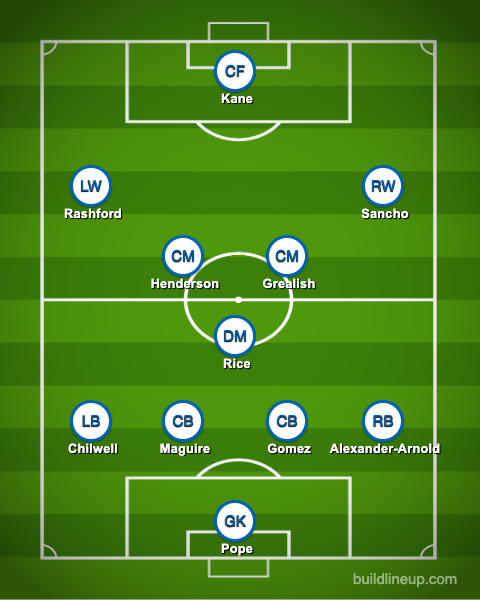 CF
Kane
LW
Rashford
RW
Sancho
CM
Henderson
CM
Grealish
DM
Rice
LB
Chilwell
CB
Maguire
CB
Gomez
RB
Alexander-Arnold
GK
Pope
buildlineup.com